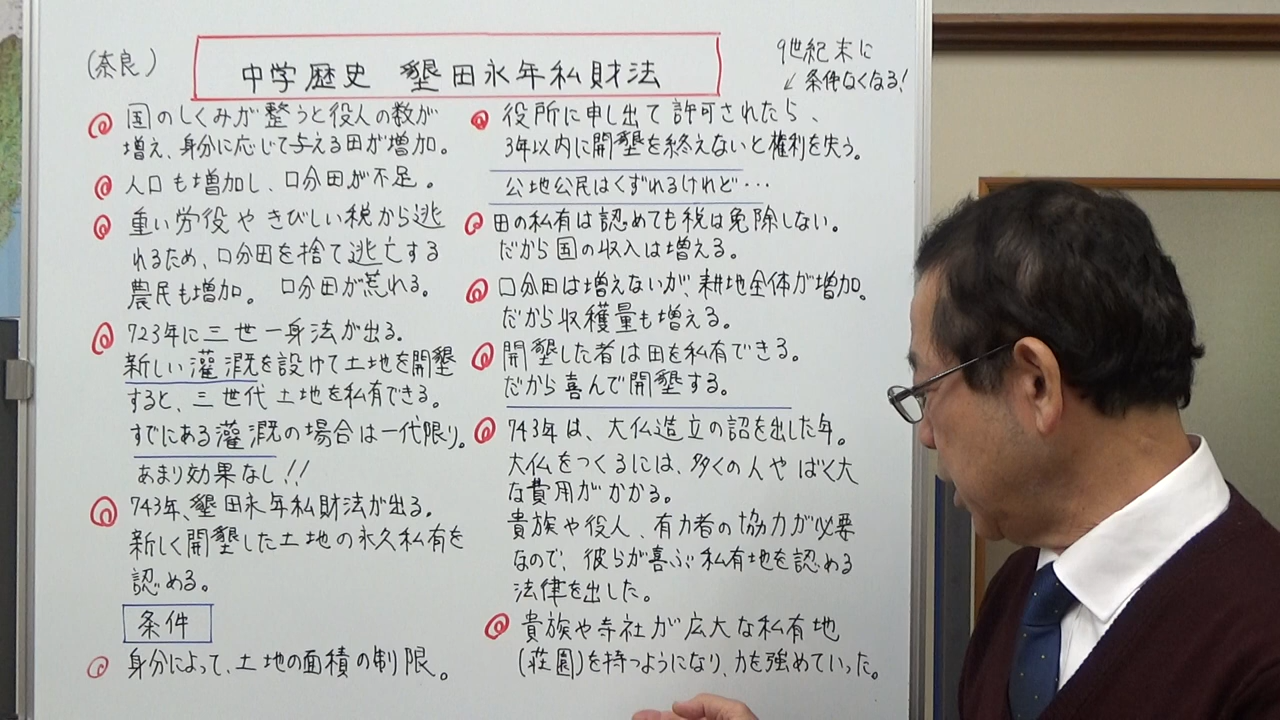 (奈良)
中学歴史 墾田永年私財法
9世紀末に
↙条件なくなる!
国のしくみが整うと役人の数が
増え、身分に応じて与える田が増加。
人口も増加し、口分田が不足。
重い労役やきびしい税から逃
れるため、口分田を捨て逃亡する
農民も増加。 口分田が荒れる。
723年に三世一身法が出る。
新しい灌漑を設けて土地を開墾
すると、三世代土地を私有できる。
すでにある灌漑の場合は一代限り。
あまり効果なし!!
743年、墾田永年私財法が出る。
新しく開墾した土地の永久私有を
認める。
条件
身分によって、土地の面積の制限。
役所に申し出て許可されたら、
3年以内に開墾を終えないと権利を失う。
公地公民はくずれるけれど・・・
田の私有は認めても税は免除しない。
だから国の収入は増える。
口分田は増えないが、耕地全体が増加。
だから収穫量も増える。
開墾した者は田を私有できる。
だから喜んで開墾する。
743年は、大仏造立の詔を出した年。
大仏をつくるには、多くの人やばく大
な費用がかかる。
貴族や役人、有力者の協力が必要
なので、彼らが喜ぶ私有地を認める
法律を出した。
貴族や寺社が広大な私有地
(荘園)を持つようになり、力を強めていった。